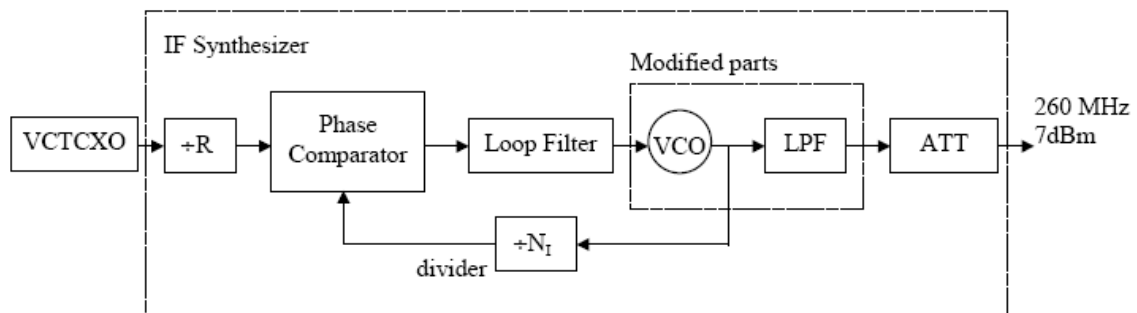 IF Synthesizer
Modified parts
260 MHz
7dBm
VCTCXO
÷R
Phase
Comparator
Loop Filter
VCO
LPF
ATT
÷N_I
divider